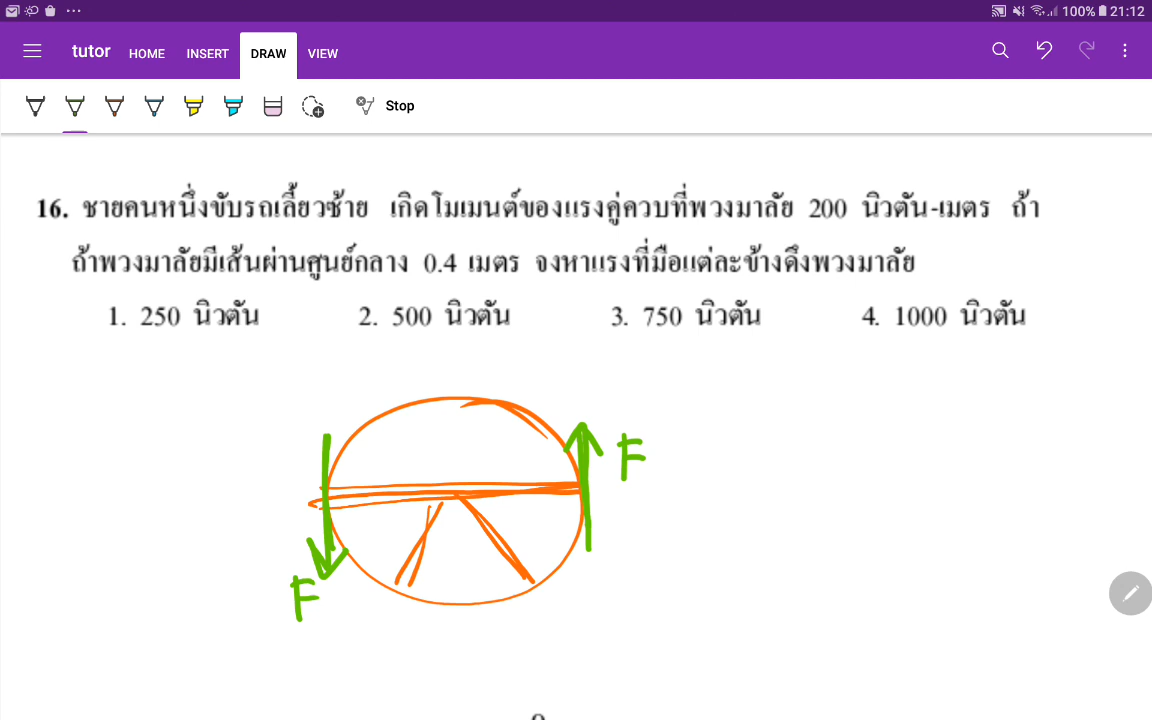 100% 21:12
tutor HOME INSERT DRAW VIEW
Stop
16. ชายคนหนึ่งขับรถเลี้ยวซ้าย เกิดโมเมนต์ของแรงคู่ควบที่พวงมาลัย 200 นิวตัน-เมตร ถ้า
ถ้าพวงมาลัยมีเส้นผ่านศูนย์กลาง 0.4 เมตร จงหาแรงที่มือแต่ละข้างดึงพวงมาลัย
1. 250 นิวตัน 2. 500 นิวตัน 3. 750 นิวตัน 4. 1000 นิวตัน
F
F